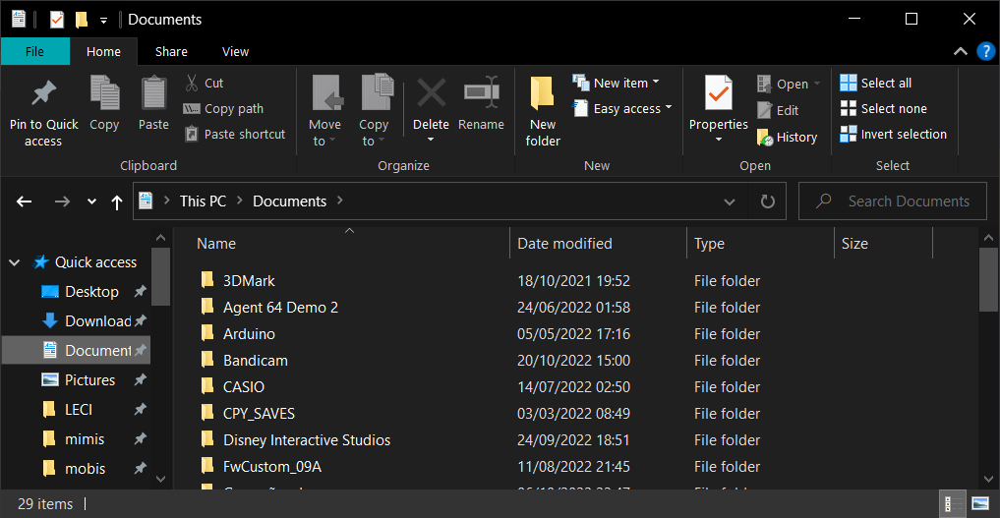 Documents
File Home Share View
Pin to Quick access
Copy
Paste
Cut
Copy path
Paste shortcut
Clipboard
Move to
Copy to
Delete
Rename
Organize
New folder
New item
Easy access
New
Properties
Open
Edit
History
Open
Select all
Select none
Invert selection
Select
This PC > Documents >
Search Documents
Quick access
Desktop
Download
Document
Pictures
LECI
mimis
mobis
Name Date modified Type Size
3DMark 18/10/2021 19:52 File folder
Agent 64 Demo 2 24/06/2022 01:58 File folder
Arduino 05/05/2022 17:16 File folder
Bandicam 20/10/2022 15:00 File folder
CASIO 14/07/2022 02:50 File folder
CPY_SAVES 03/03/2022 08:49 File folder
Disney Interactive Studios 24/09/2022 18:51 File folder
FwCustom_09A 11/08/2022 21:45 File folder
File folder
29 items